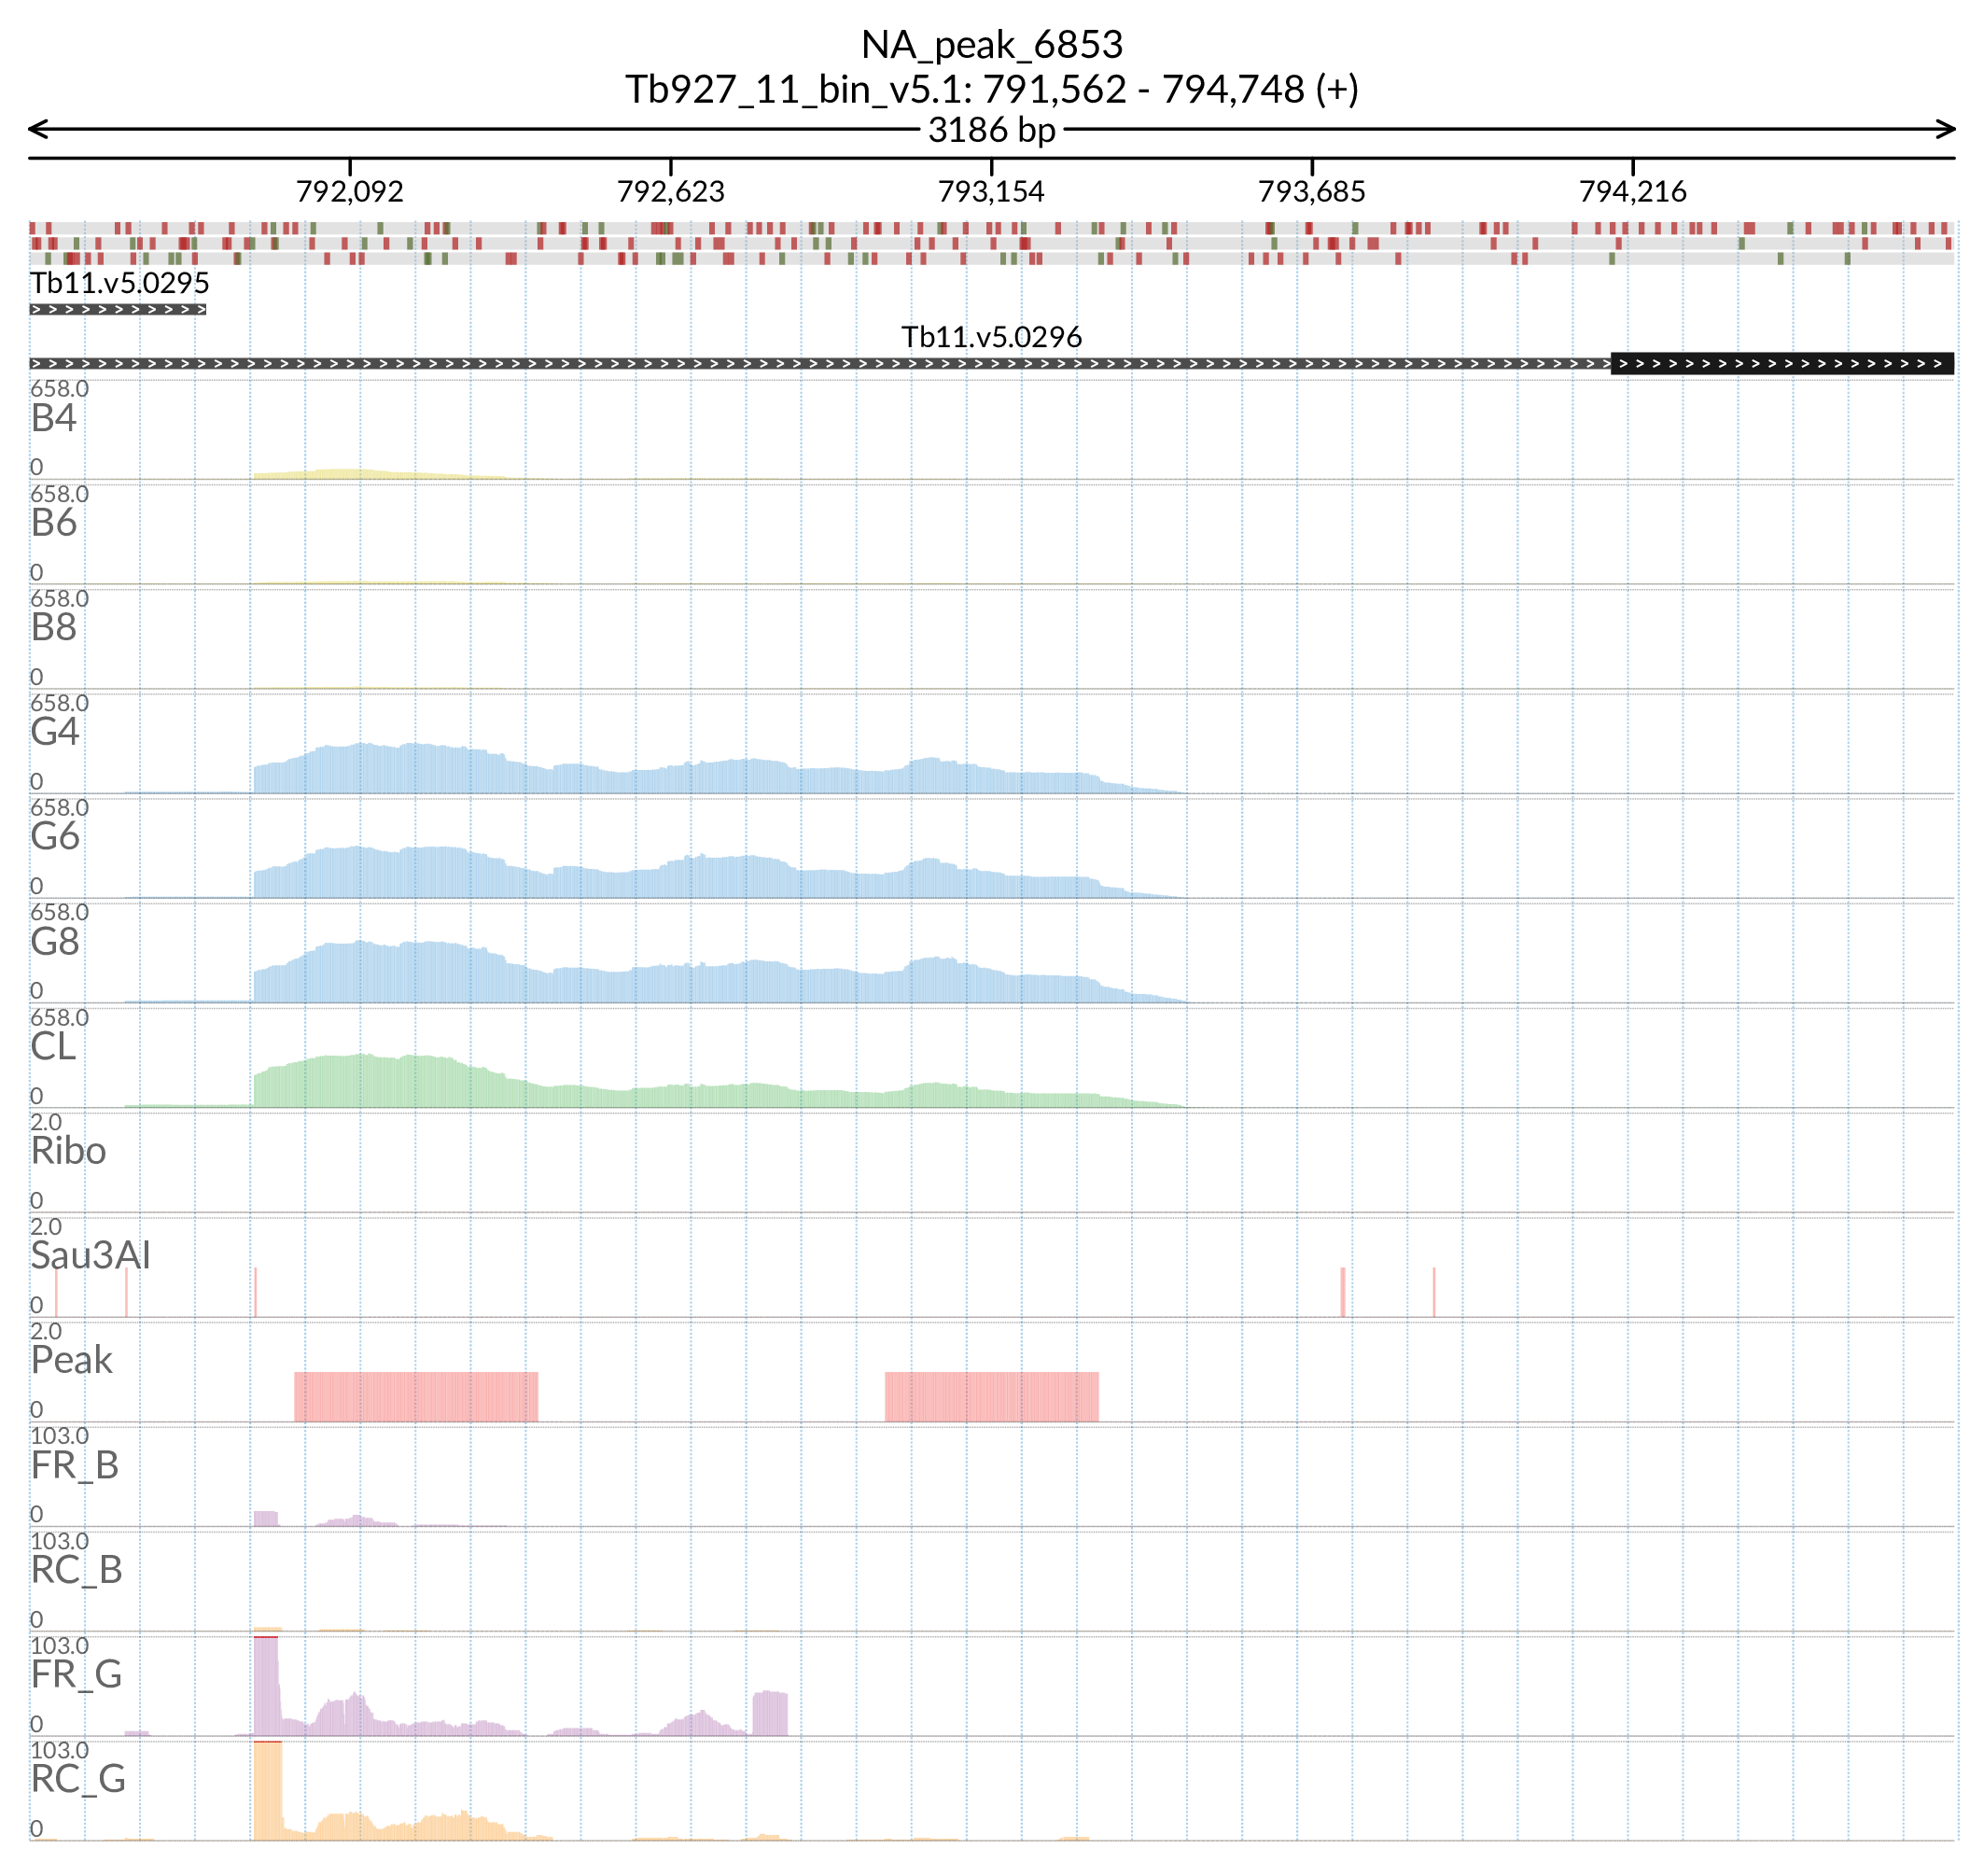 NA_peak_6853
Tb927_11_bin_v5.1: 791,562 - 794,748 (+)
3186 bp
792,092 792,623 793,154 793,685 794,216
Tb11.v5.0295
Tb11.v5.0296
658.0
B4
0
658.0
B6
0
658.0
B8
0
658.0
G4
0
658.0
G6
0
658.0
G8
0
658.0
CL
0
2.0
Ribo
0
2.0
Sau3AI
0
2.0
Peak
0
103.0
FR_B
0
103.0
RC_B
0
103.0
FR_G
0
103.0
RC_G
0